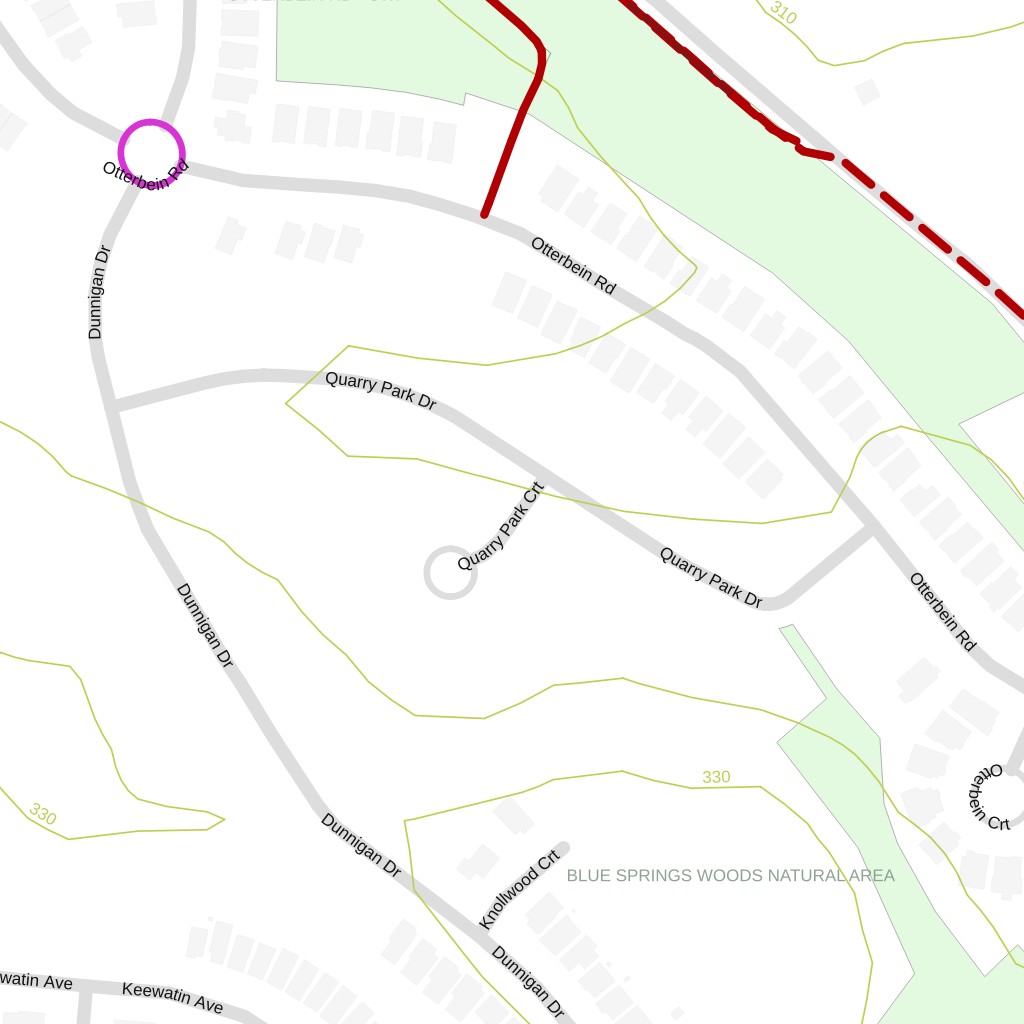 310
Otterbein Rd
Otterbein Rd
Dunnigan Dr
Quarry Park Dr
Quarry Park Crt
Quarry Park Dr
Otterbein Rd
Dunnigan Dr
330
Otterbein Crt
330
Dunnigan Dr
Knollwood Crt
BLUE SPRINGS WOODS NATURAL AREA
Dunnigan Dr
watin Ave
Keewatin Ave